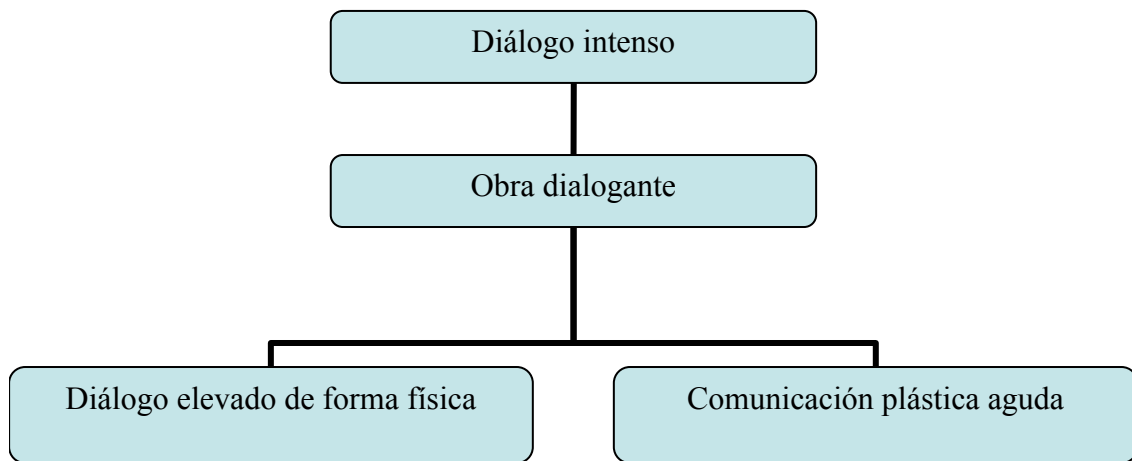 Diálogo intenso
Obra dialogante
Diálogo elevado de forma física
Comunicación plástica aguda